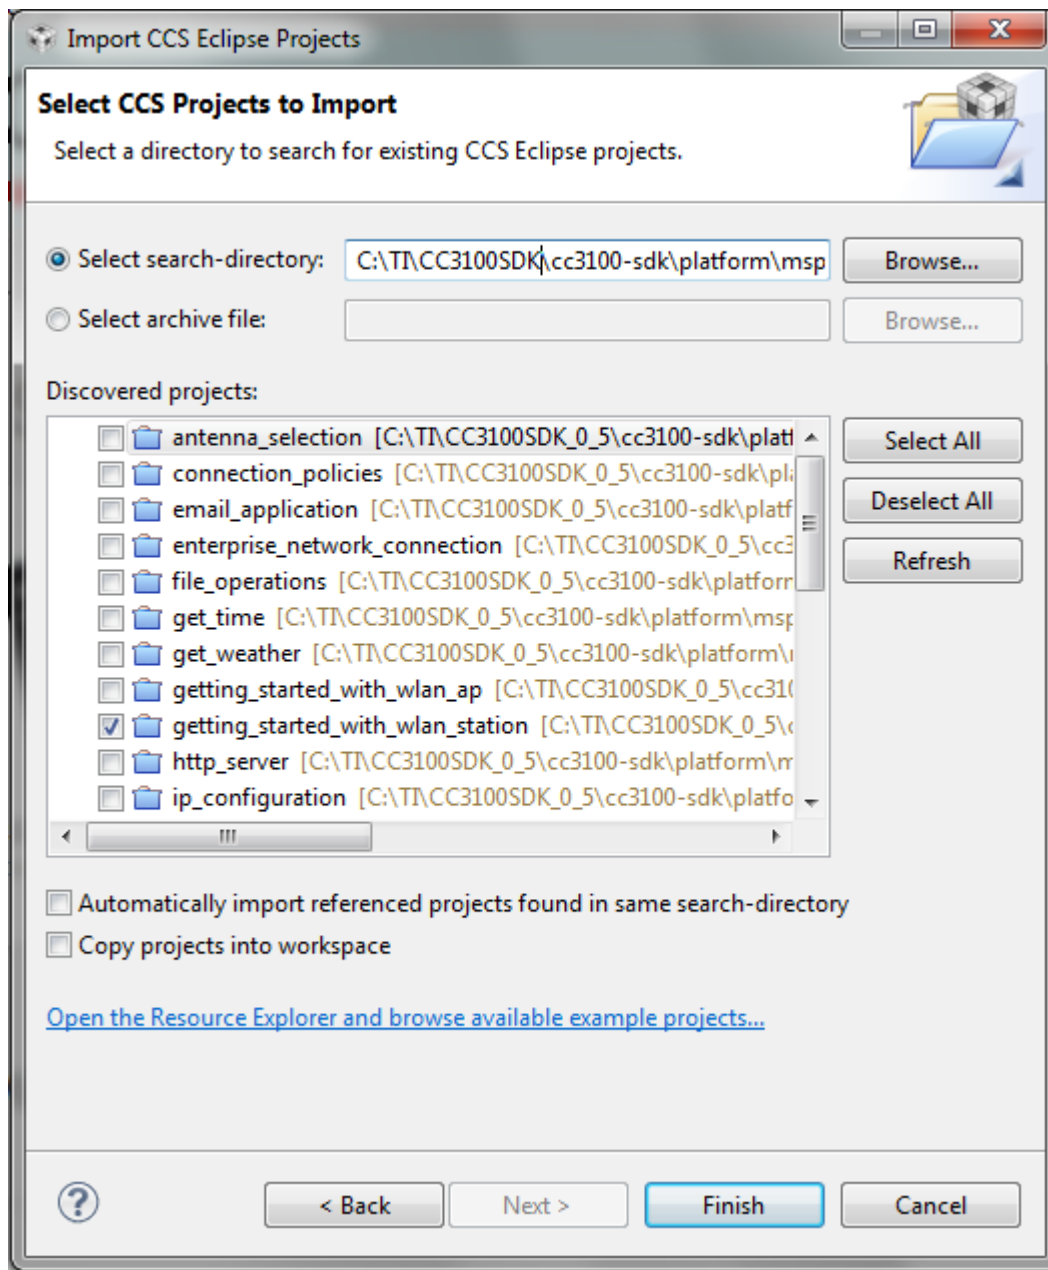 Import CCS Eclipse Projects
Select CCS Projects to Import
Select a directory to search for existing CCS Eclipse projects.
Select search-directory: C:\TI\CC3100SDK\cc3100-sdk\platform\msp Browse...
Select archive file: Browse...
Discovered projects:
antenna_selection [C:\TI\CC3100SDK_0_5\cc3100-sdk\platf
Select All
connection_policies [C:\TI\CC3100SDK_0_5\cc3100-sdk\pla
email_application [C:\TI\CC3100SDK_0_5\cc3100-sdk\platf
Deselect All
enterprise_network_connection [C:\TI\CC3100SDK_0_5\cc3
Refresh
file_operations [C:\TI\CC3100SDK_0_5\cc3100-sdk\platforn
get_time [C:\TI\CC3100SDK_0_5\cc3100-sdk\platform\msp
get_weather [C:\TI\CC3100SDK_0_5\cc3100-sdk\platform\
getting_started_with_wlan_ap [C:\TI\CC3100SDK_0_5\cc310
getting_started_with_wlan_station [C:\TI\CC3100SDK_0_5\c
http_server [C:\TI\CC3100SDK_0_5\cc3100-sdk\platform\m
ip_configuration [C:\TI\CC3100SDK_0_5\cc3100-sdk\platfo
Automatically import referenced projects found in same search-directory
Copy projects into workspace
Open the Resource Explorer and browse available example projects...
? < Back Next > Finish Cancel